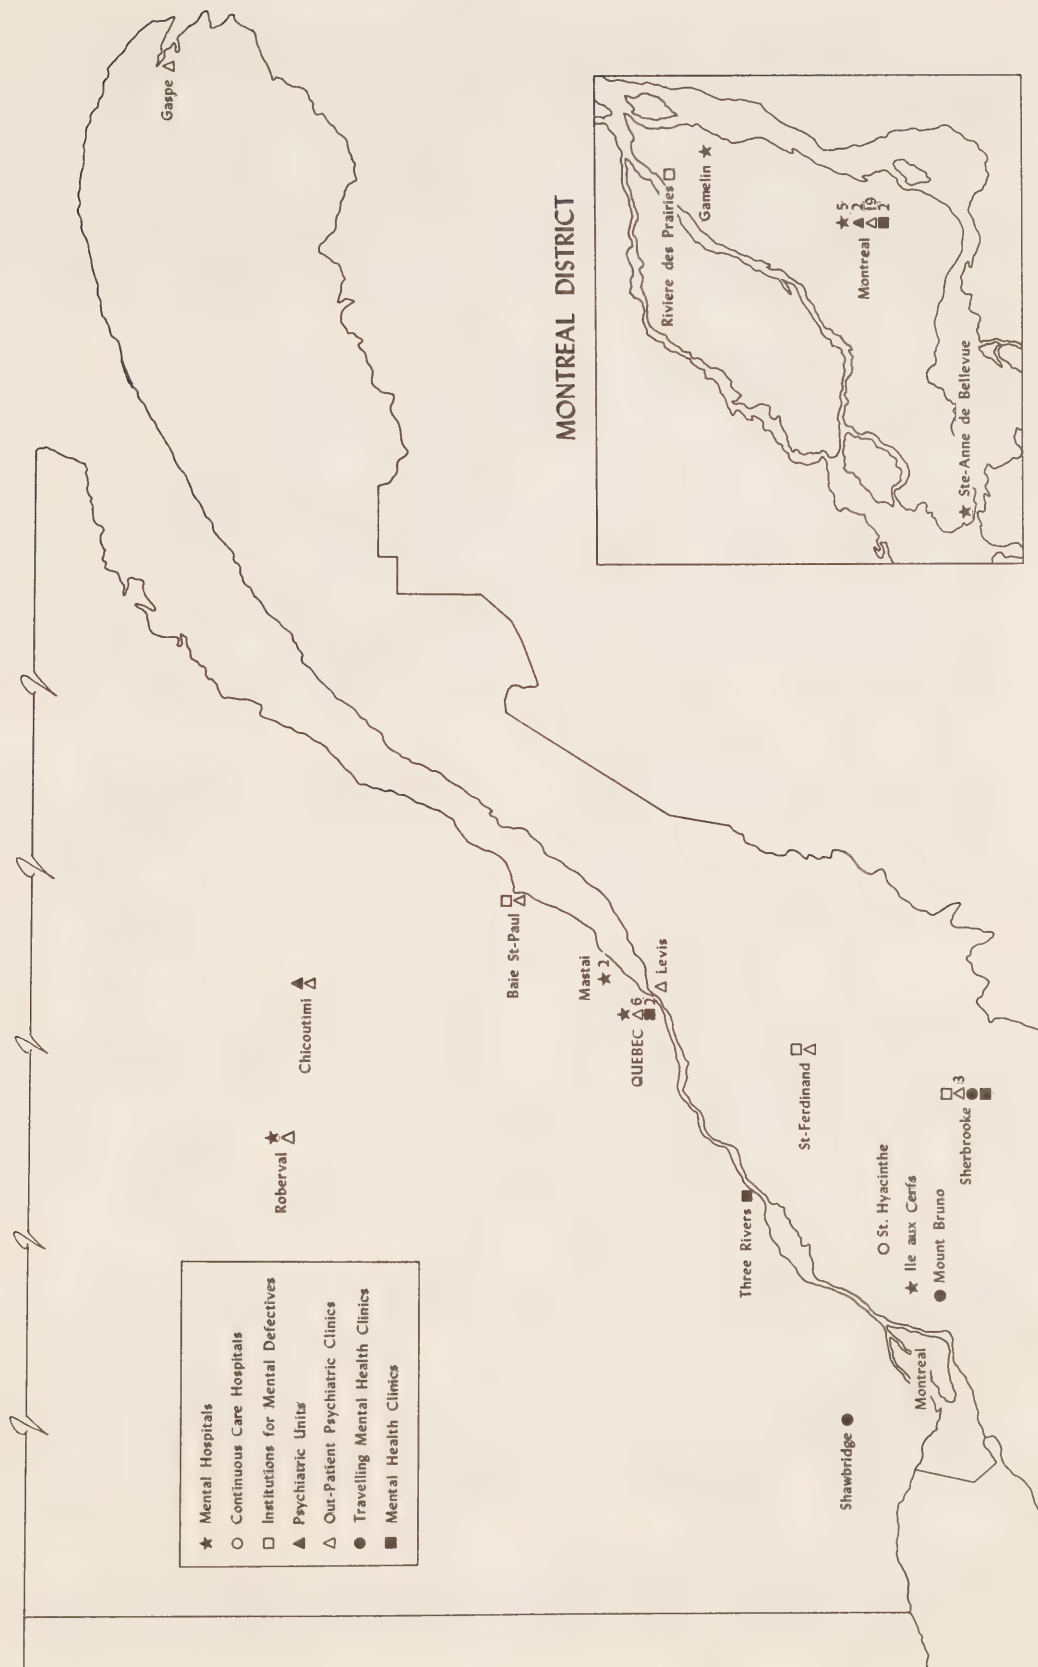 Gaspe △
MONTREAL DISTRICT
Riviere des Prairies □
Gamelin ★
Montreal
★ 5
▲ 2
△ 19
■ 2
★ Ste-Anne de Bellevue
Chicoutimi ▲
△
Roberval ★
△
Baie St-Paul □
△
Mastai
★ 2
QUEBEC
★
△ 6
■ 2
△ Levis
St-Ferdinand □
△
Three Rivers ■
Sherbrooke
□
△ 3
●
■
○ St. Hyacinthe
★ Ile aux Cerfs
● Mount Bruno
Montreal
Shawbridge ●
★ Mental Hospitals
○ Continuous Care Hospitals
□ Institutions for Mental Defectives
▲ Psychiatric Units
△ Out-Patient Psychiatric Clinics
● Travelling Mental Health Clinics
■ Mental Health Clinics